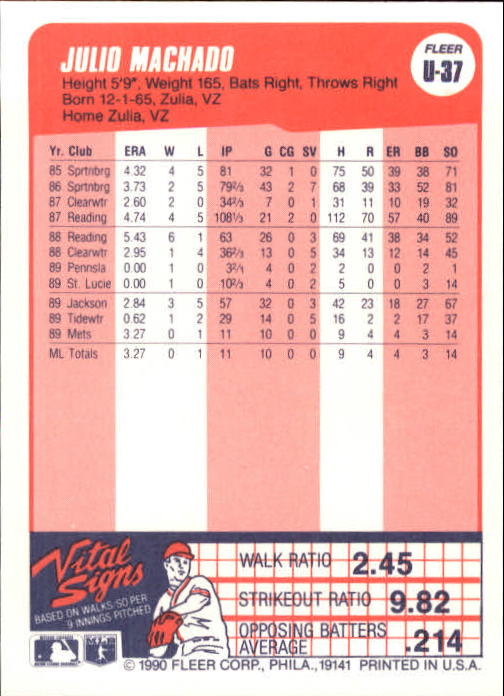 JULIO MACHADO
FLEER
U-37
Height 5'9", Weight 165, Bats Right, Throws Right
Born 12-1-65, Zulia, VZ
Home Zulia, VZ
Yr. Club ERA W L IP G CG SV H R ER BB SO
85 Sprtnbrg 4.32 4 5 81 32 1 0 75 50 39 38 71
86 Sprtnbrg 3.73 2 5 79 2/3 43 2 7 68 39 33 52 81
87 Clearwtr 2.60 2 0 34 2/3 7 0 1 31 11 10 19 32
87 Reading 4.74 4 5 108 1/3 21 2 0 112 70 57 40 89
88 Reading 5.43 6 1 63 26 0 3 69 41 38 34 52
88 Clearwtr 2.95 1 4 36 2/3 13 0 5 34 13 12 14 45
89 Pennsla 0.00 1 0 3 2/1 4 0 2 2 0 0 2 1
89 St. Lucie 0.00 1 0 10 2/3 4 0 2 5 0 0 3 14
89 Jackson 2.84 3 5 57 32 0 3 42 23 18 27 67
89 Tidewtr 0.62 1 2 29 14 0 5 16 2 2 17 37
89 Mets 3.27 0 1 11 10 0 0 9 4 4 3 14
ML Totals 3.27 0 1 11 10 0 0 9 4 4 3 14
Vital
Signs
BASED ON WALKS/SO PER
9 INNINGS PITCHED
WALK RATIO 2.45
STRIKEOUT RATIO 9.82
OPPOSING BATTERS
AVERAGE .214
© 1990 FLEER CORP., PHILA., 19141 PRINTED IN U.S.A.